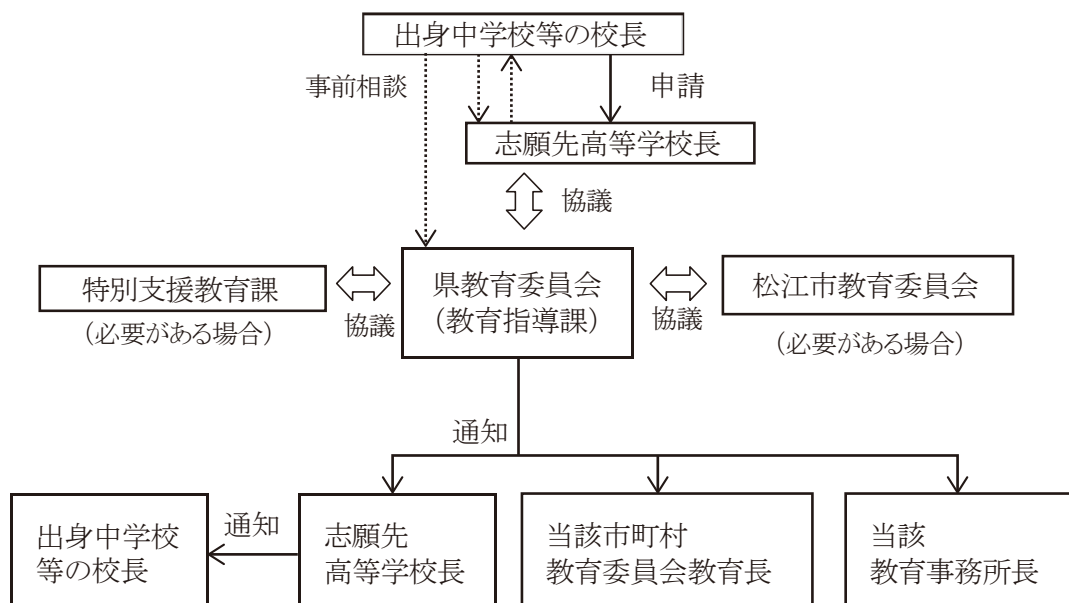 出身中学校等の校長
事前相談
申請
志願先高等学校長
協議
特別支援教育課
(必要がある場合)
協議
県教育委員会
(教育指導課)
協議
松江市教育委員会
(必要がある場合)
通知
出身中学校
等の校長
通知
志願先
高等学校長
当該市町村
教育委員会教育長
当該
教育事務所長